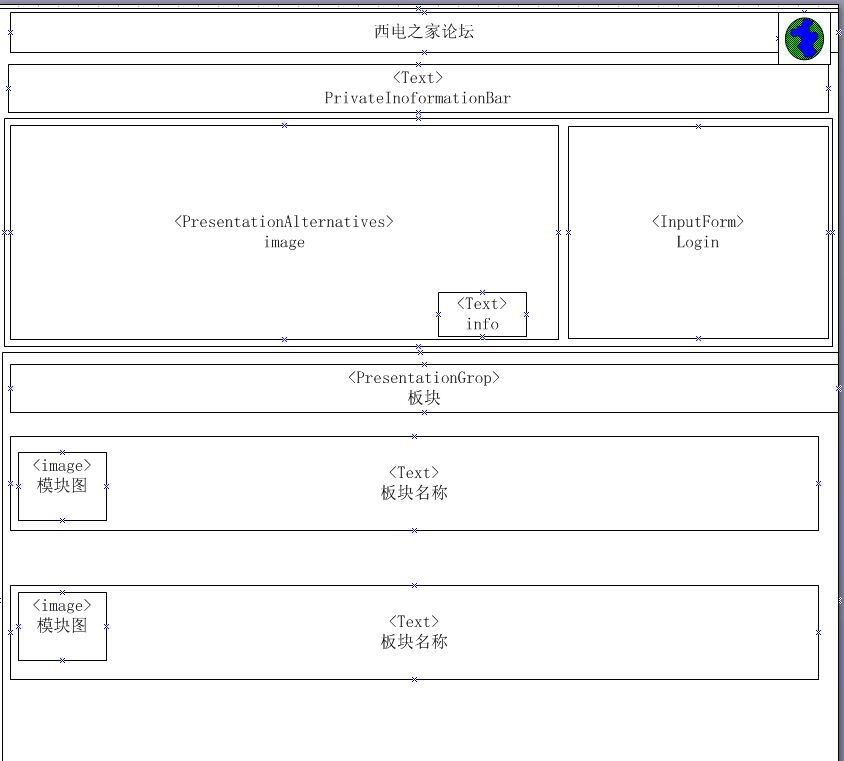 西电之家论坛
<Text>
PrivateInoformationBar
<PresentationAlternatives>
image
<InputForm>
Login
<Text>
info
<PresentationGrop>
板块
<image>
模块图
<Text>
板块名称
<image>
模块图
<Text>
板块名称